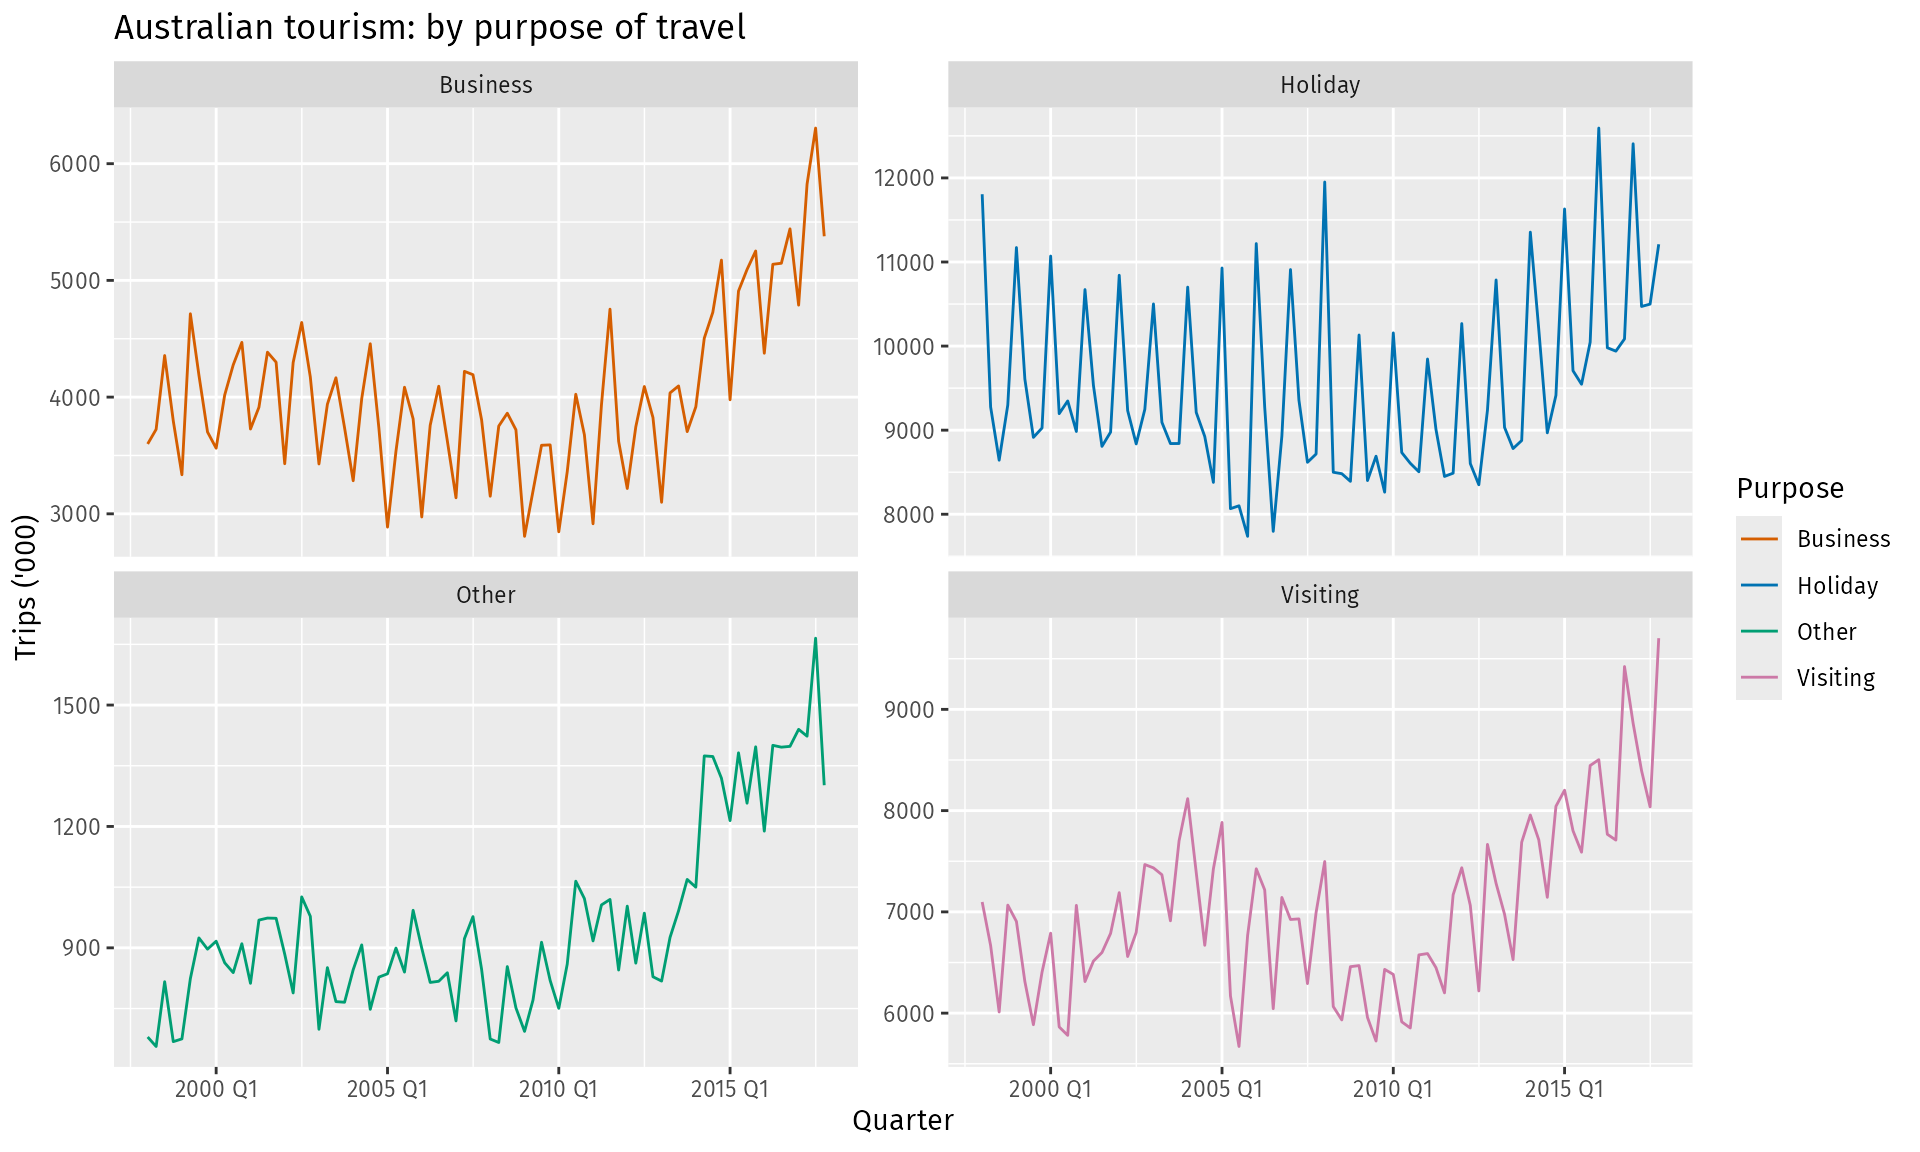 Australian tourism: by purpose of travel
Business
Holiday
6000
5000
4000
3000
12000
11000
10000
9000
8000
Other
Visiting
1500
1200
900
9000
8000
7000
6000
2000 Q1
2005 Q1
2010 Q1
2015 Q1
2000 Q1
2005 Q1
2010 Q1
2015 Q1
Trips ('000)
Quarter
Purpose
Business
Holiday
Other
Visiting